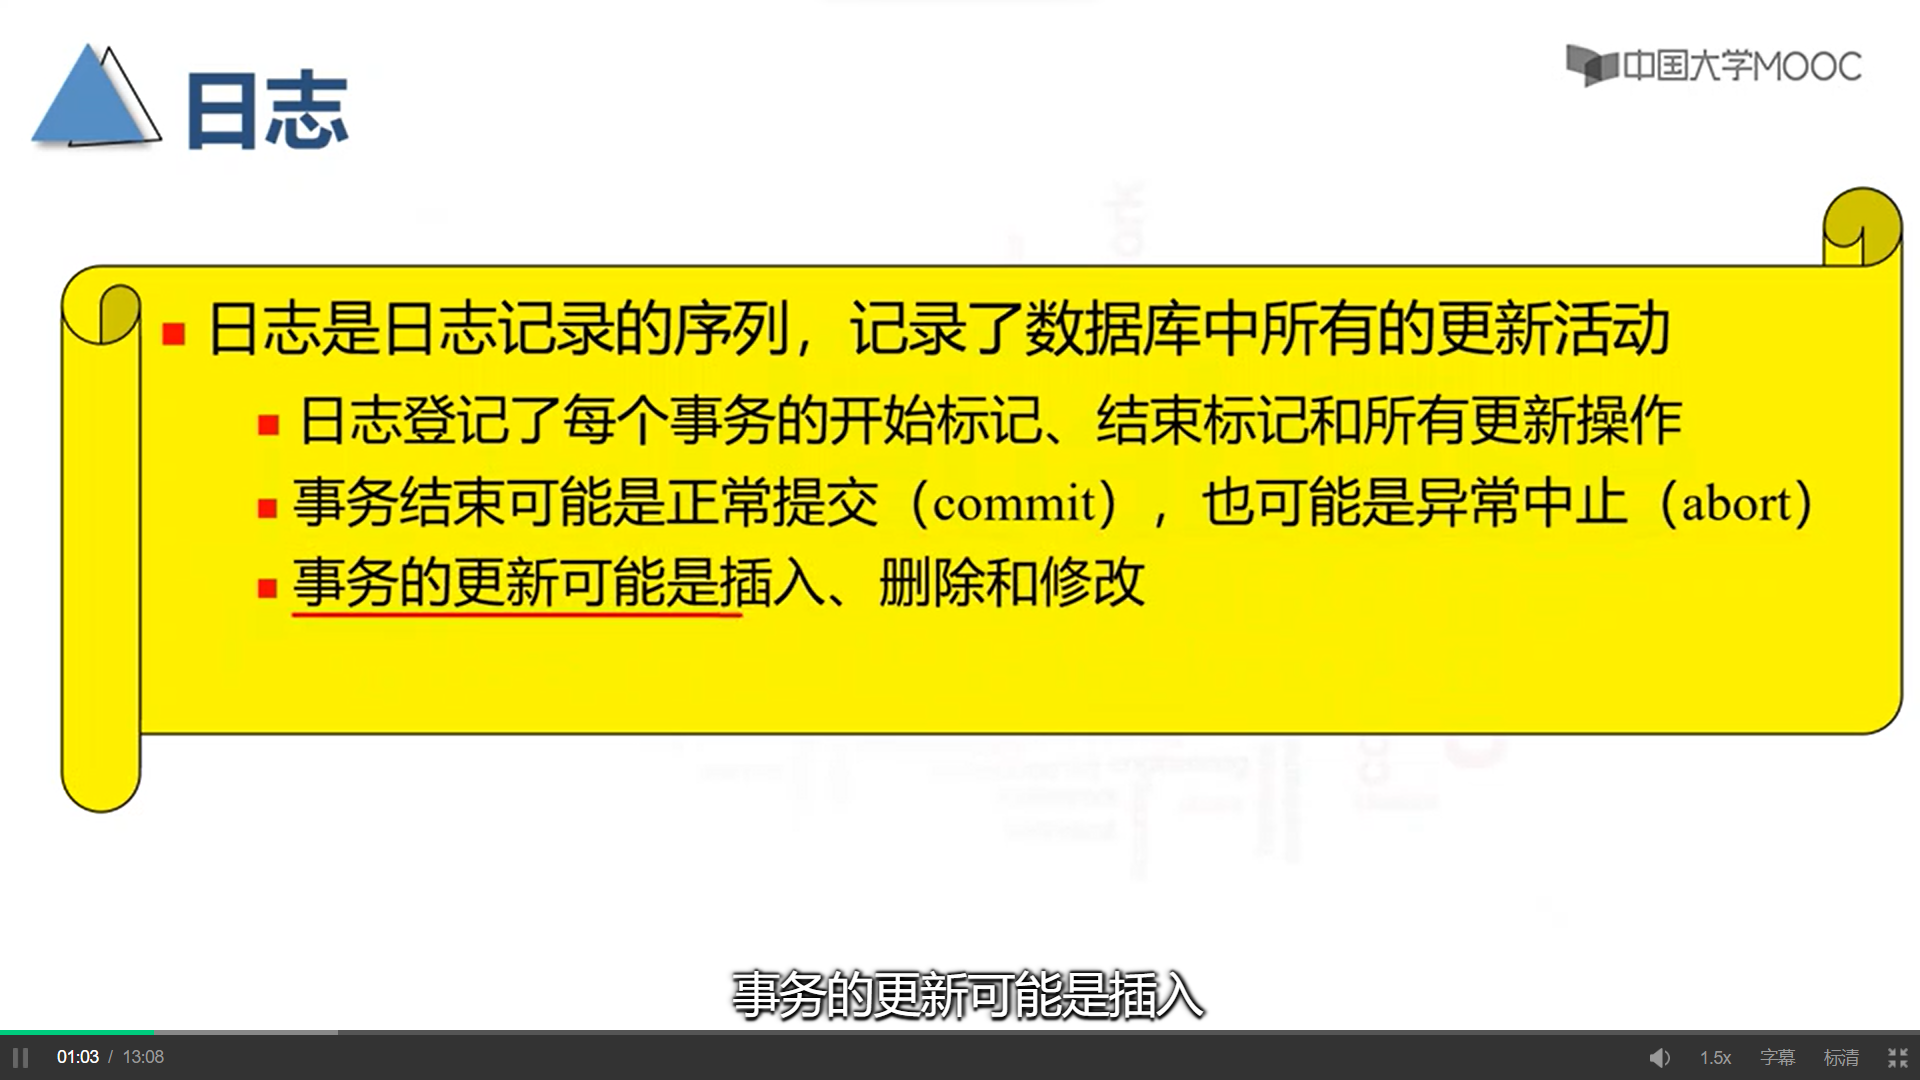 日志
中国大学MOOC
日志是日志记录的序列，记录了数据库中所有的更新活动
日志登记了每个事务的开始标记、结束标记和所有更新操作
事务结束可能是正常提交（commit），也可能是异常中止（abort）
事务的更新可能是插入、删除和修改
事务的更新可能是插入
01:03 / 13:08
1.5x 字幕 标清